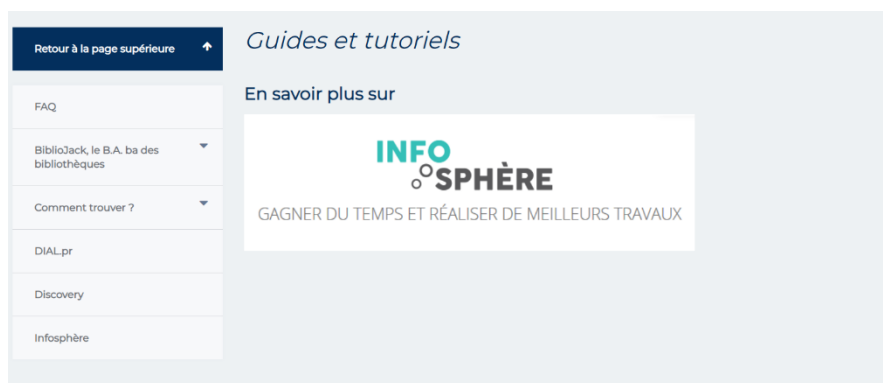 Retour à la page supérieure
FAQ
BiblioJack, le B.A. ba des
bibliothèques
Comment trouver ?
DIAL.pr
Discovery
Infosphère
Guides et tutoriels
En savoir plus sur
INFO
SPHÈRE
GAGNER DU TEMPS ET RÉALISER DE MEILLEURS TRAVAUX